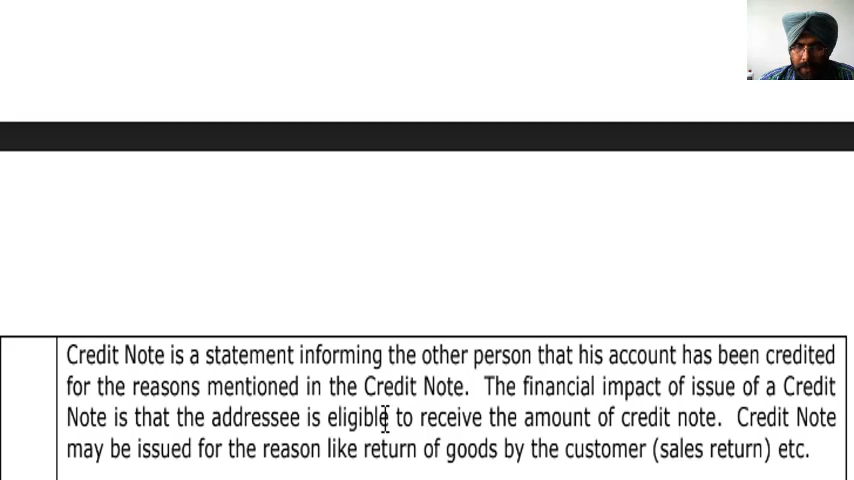 Credit Note is a statement informing the other person that his account has been credited
for the reasons mentioned in the Credit Note.  The financial impact of issue of a Credit
Note is that the addressee is eligible to receive the amount of credit note.  Credit Note
may be issued for the reason like return of goods by the customer (sales return) etc.